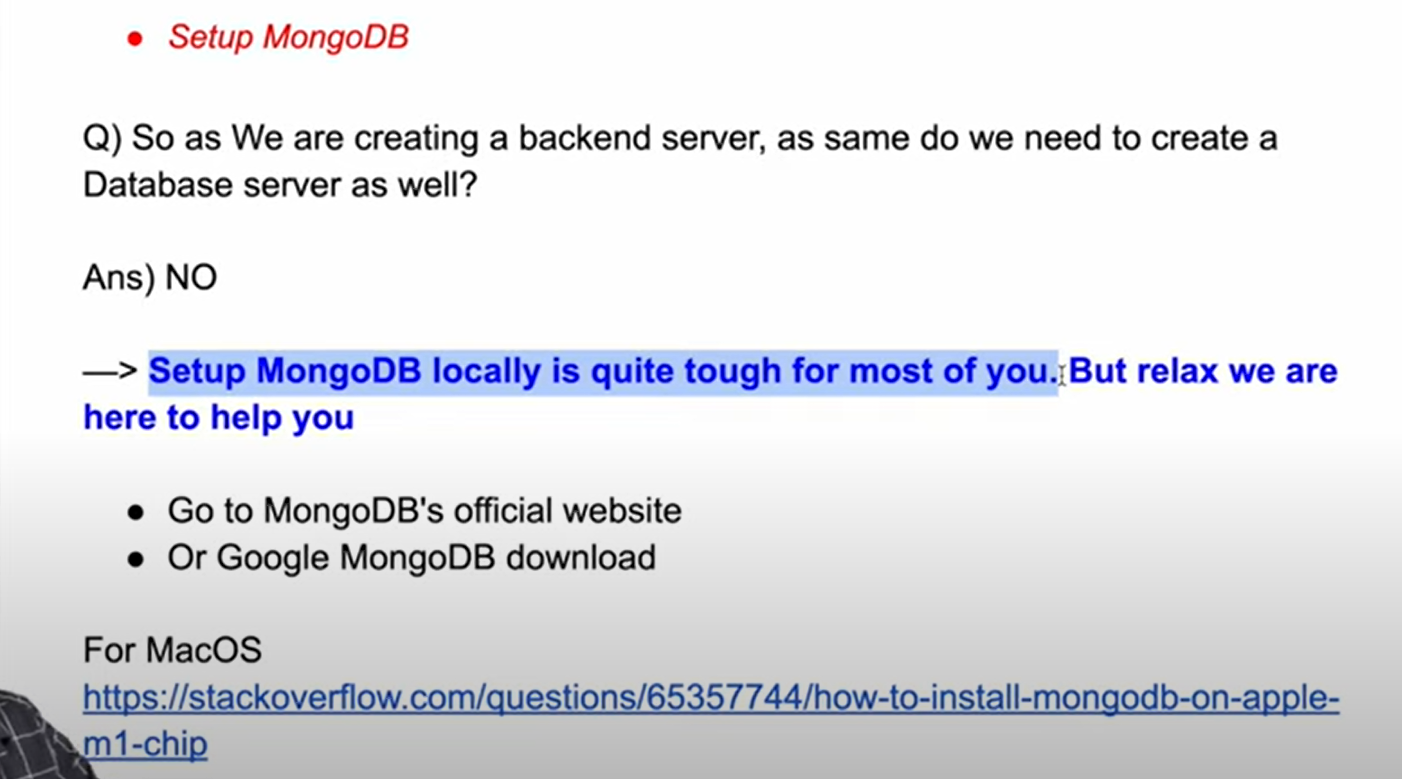 Setup MongoDB
Q) So as We are creating a backend server, as same do we need to create a
Database server as well?
Ans) NO
—> Setup MongoDB locally is quite tough for most of you. But relax we are
here to help you
● Go to MongoDB's official website
● Or Google MongoDB download
For MacOS
https://stackoverflow.com/questions/65357744/how-to-install-mongodb-on-apple-
m1-chip